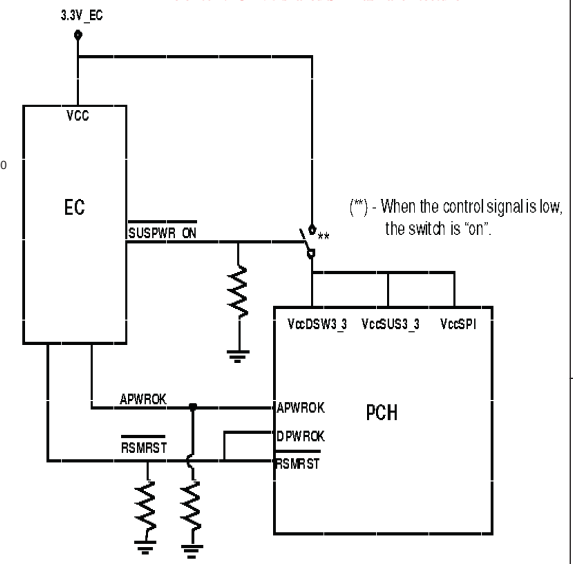 3.3V_EC
VCC
EC
SUSPWR_ON
(**) - When the control signal is low,
the switch is "on".
**
VccDSW3_3 VccSUS3_3 VccSPI
APWROK
APWROK
PCH
DPWROK
RSMRST
RSMRST